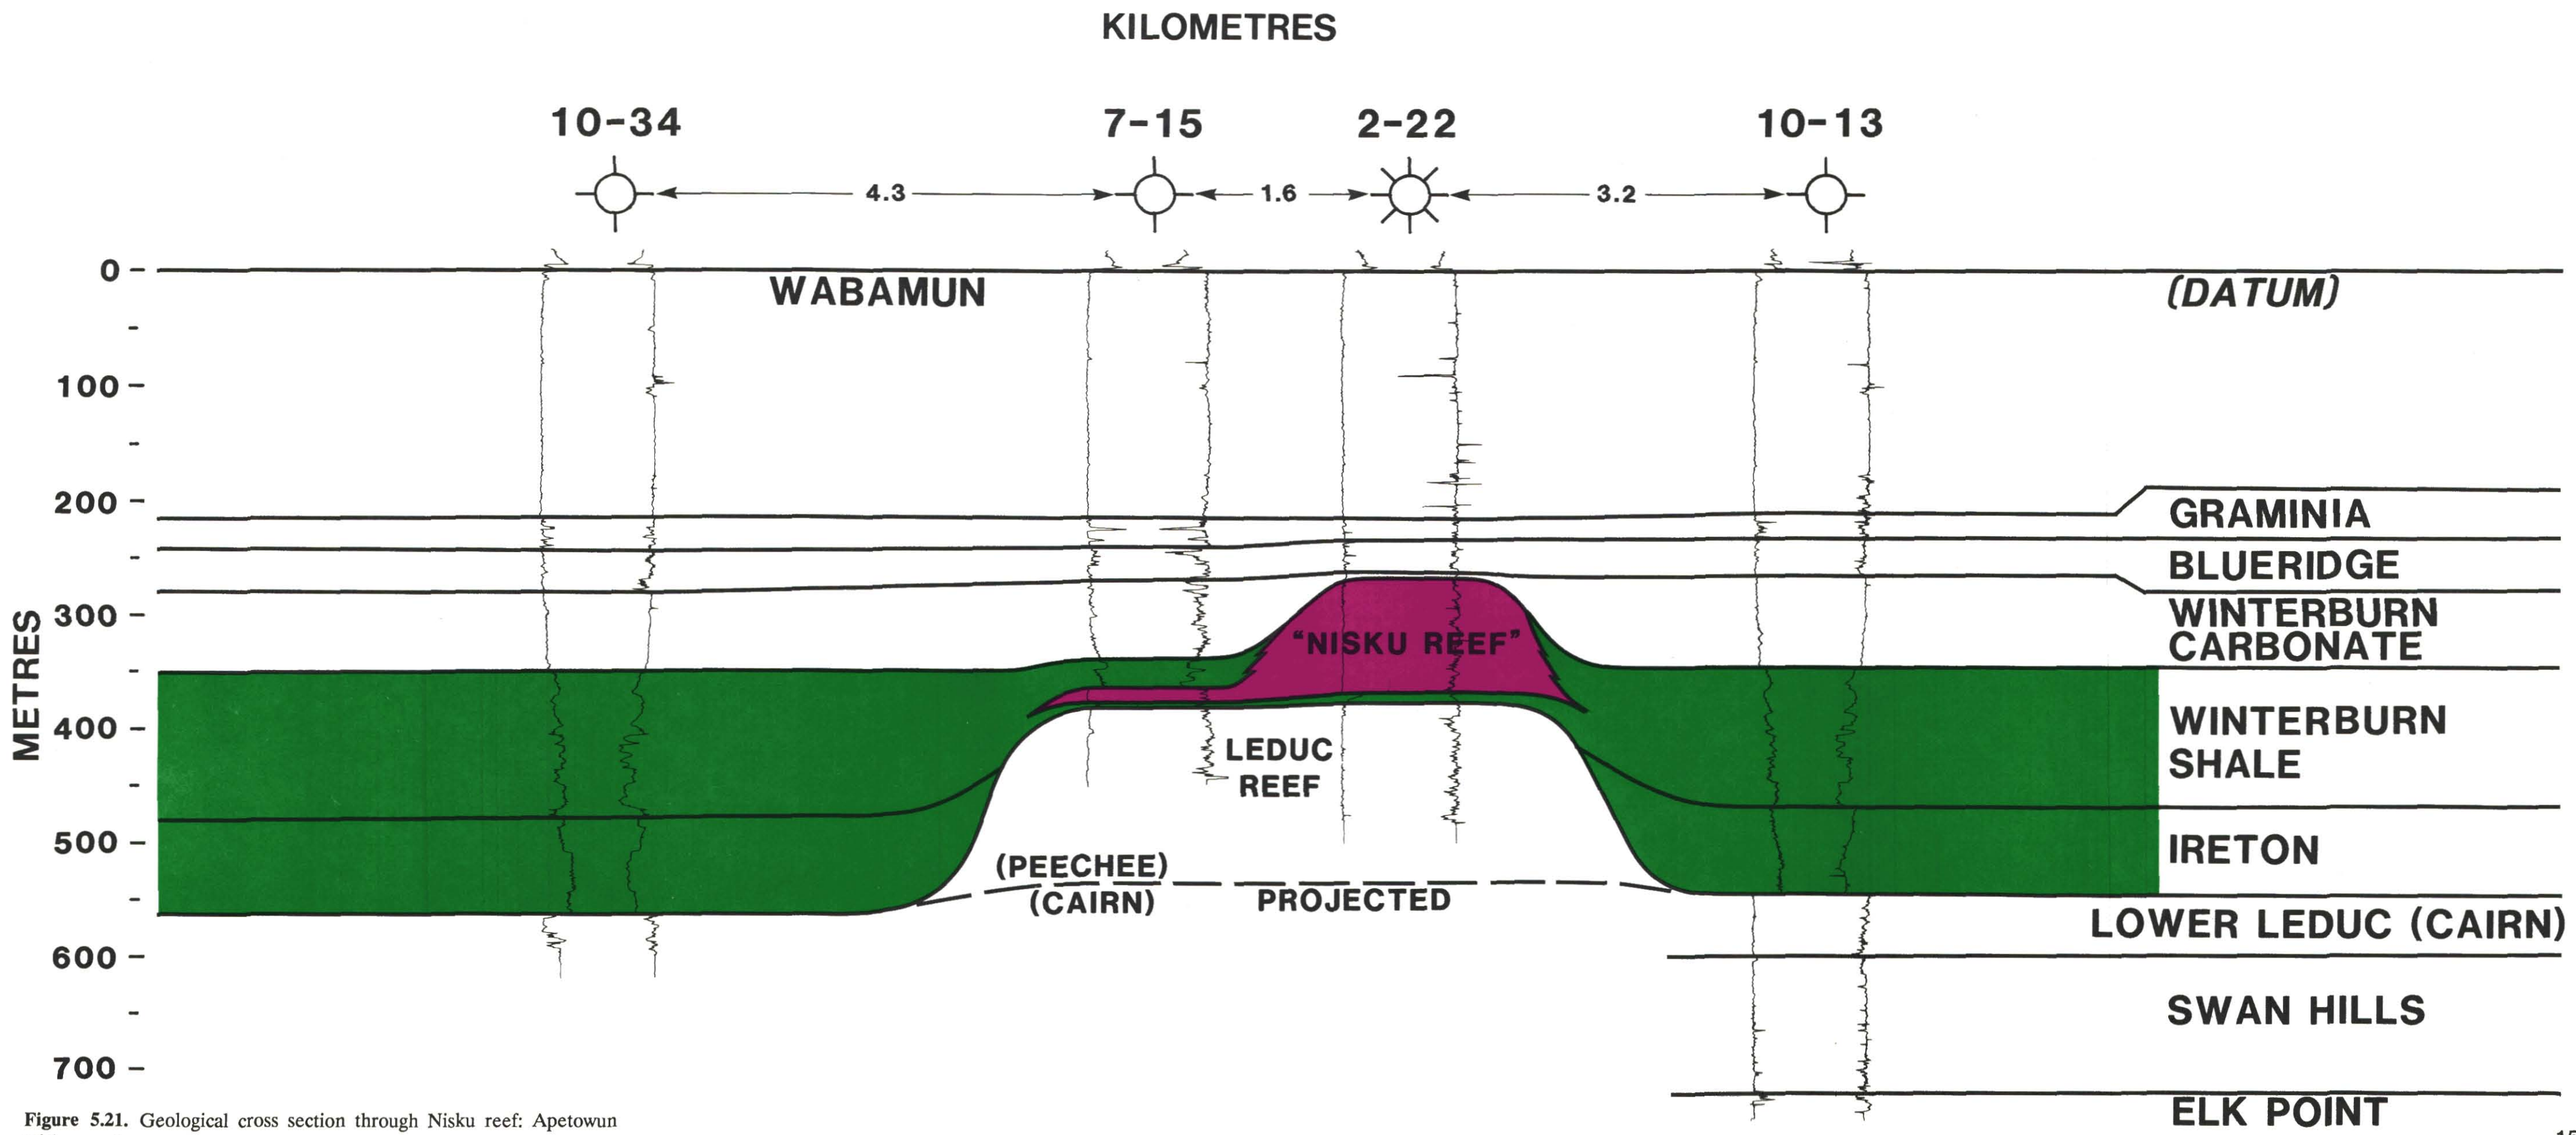 KILOMETRES
10-34 7-15 2-22 10-13
4.3 1.6 3.2
0
WABAMUN (DATUM)
100
200
GRAMINIA
BLUERIDGE
300
WINTERBURN
CARBONATE
"NISKU REEF"
METRES
400
WINTERBURN
SHALE
LEDUC
REEF
500
IRETON
(PEECHEE)
(CAIRN) PROJECTED
LOWER LEDUC (CAIRN)
600
SWAN HILLS
700
ELK POINT
Figure 5.21. Geological cross section through Nisku reef: Apetowun